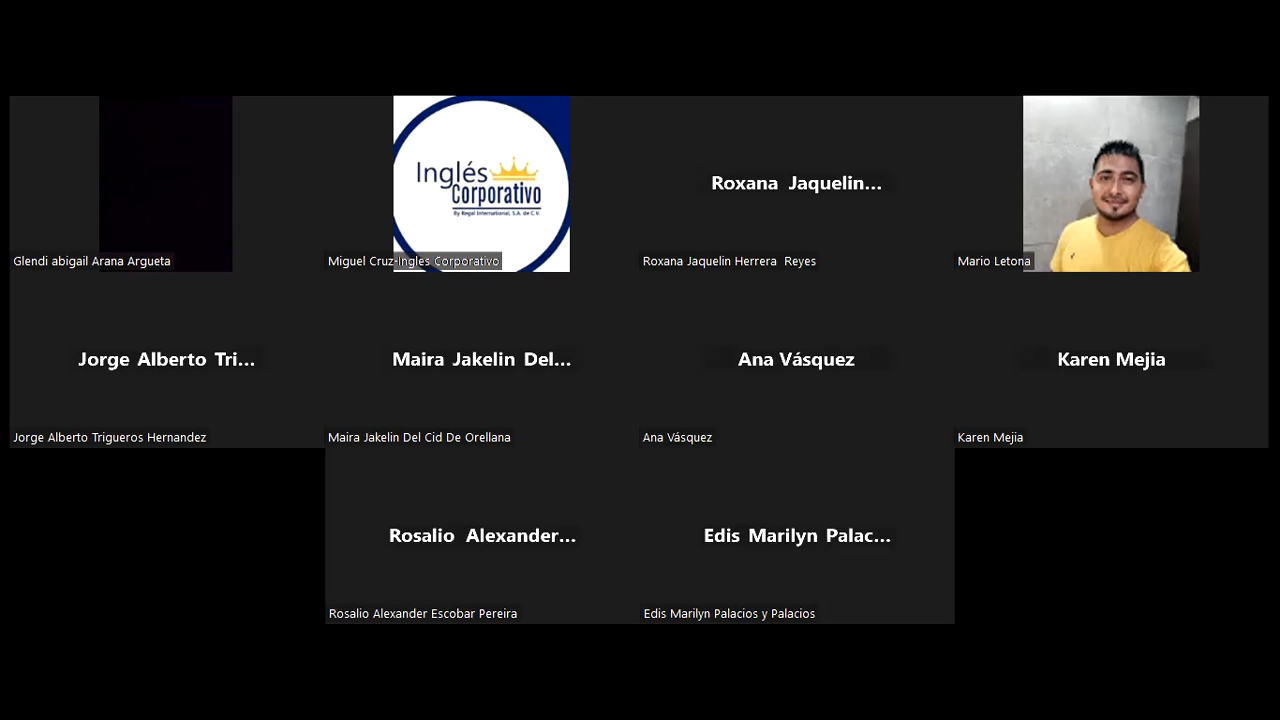 Glendi abigail Arana Argueta
Inglés
Corporativo
By Regal International, S.A. de C.V.
Miguel Cruz-Ingles Corporativo
Roxana Jaquelin...
Roxana Jaquelin Herrera Reyes
Mario Letona
Jorge Alberto Tri...
Jorge Alberto Trigueros Hernandez
Maira Jakelin Del...
Maira Jakelin Del Cid De Orellana
Ana Vásquez
Ana Vásquez
Karen Mejia
Karen Mejia
Rosalio Alexander...
Rosalio Alexander Escobar Pereira
Edis Marilyn Palac...
Edis Marilyn Palacios y Palacios